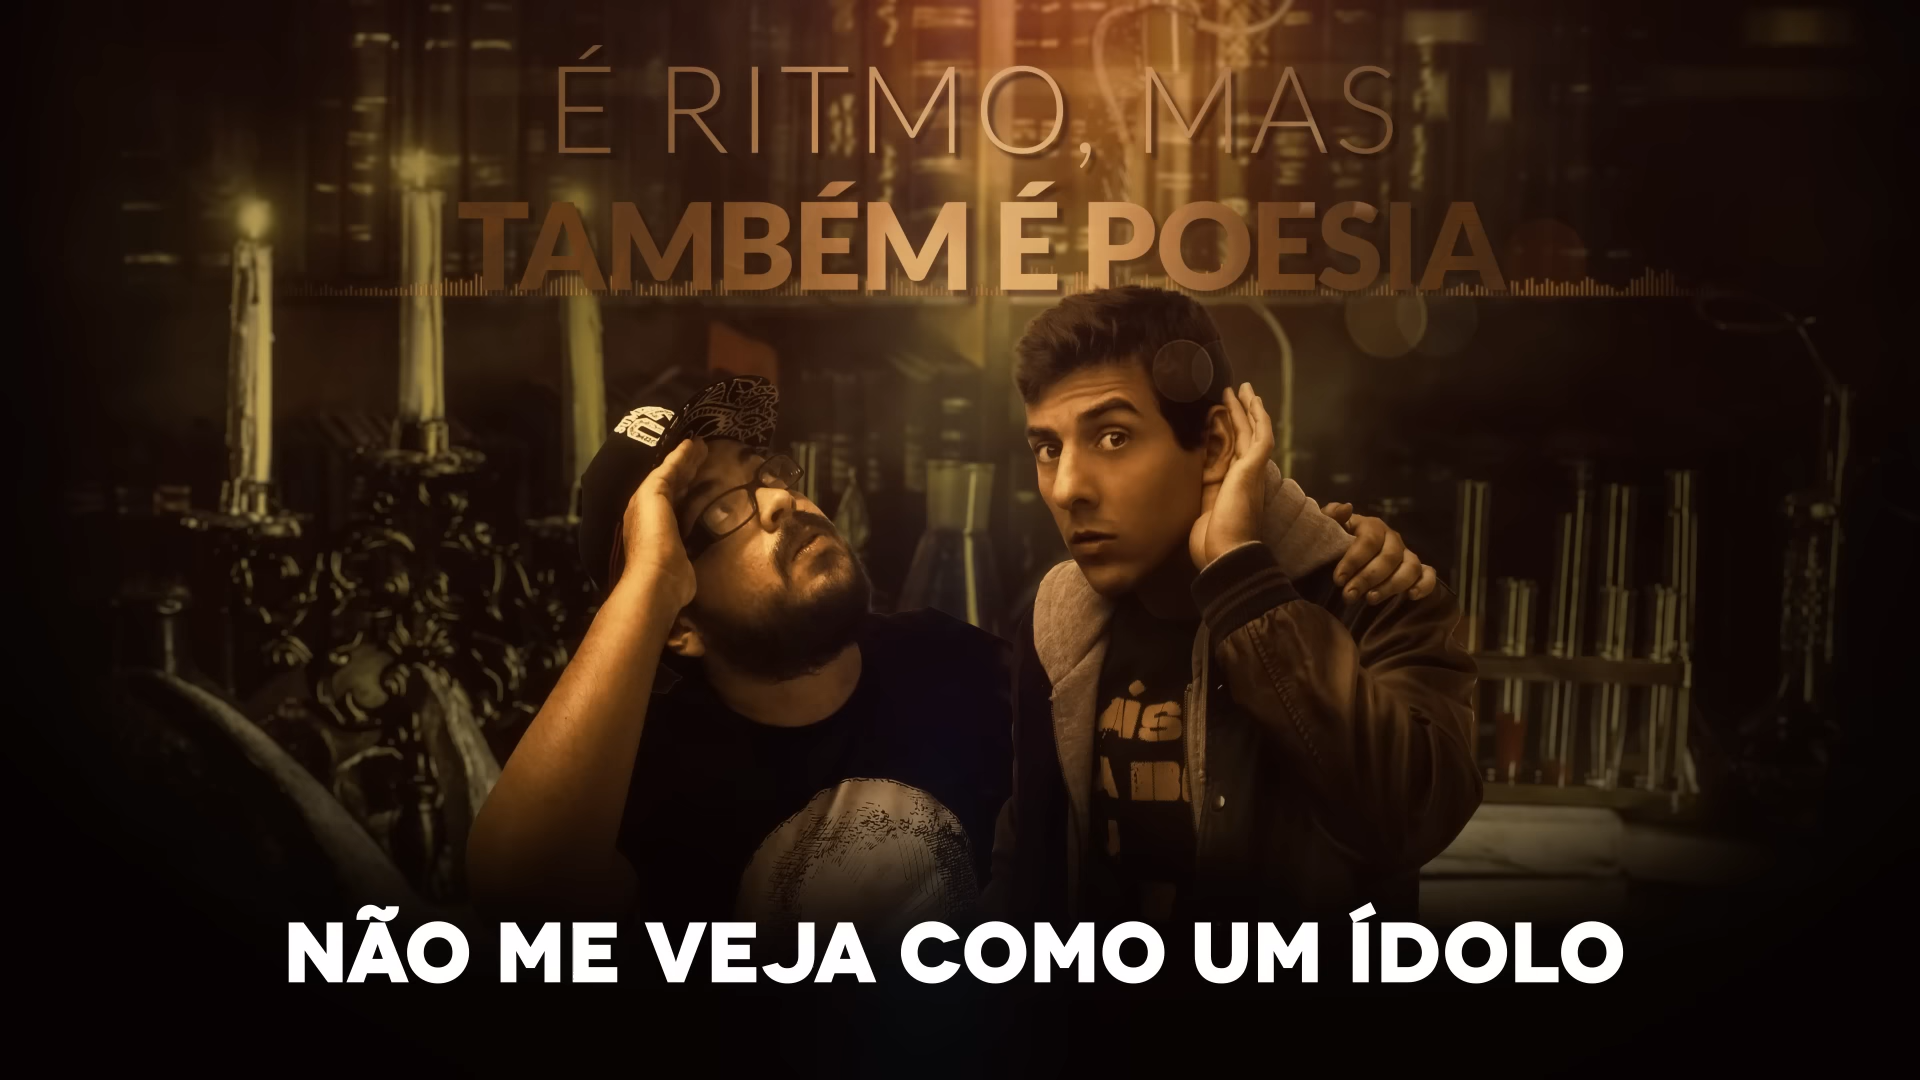 É RITMO, MAS
TAMBÉM É POESIA
NÃO ME VEJA COMO UM ÍDOLO